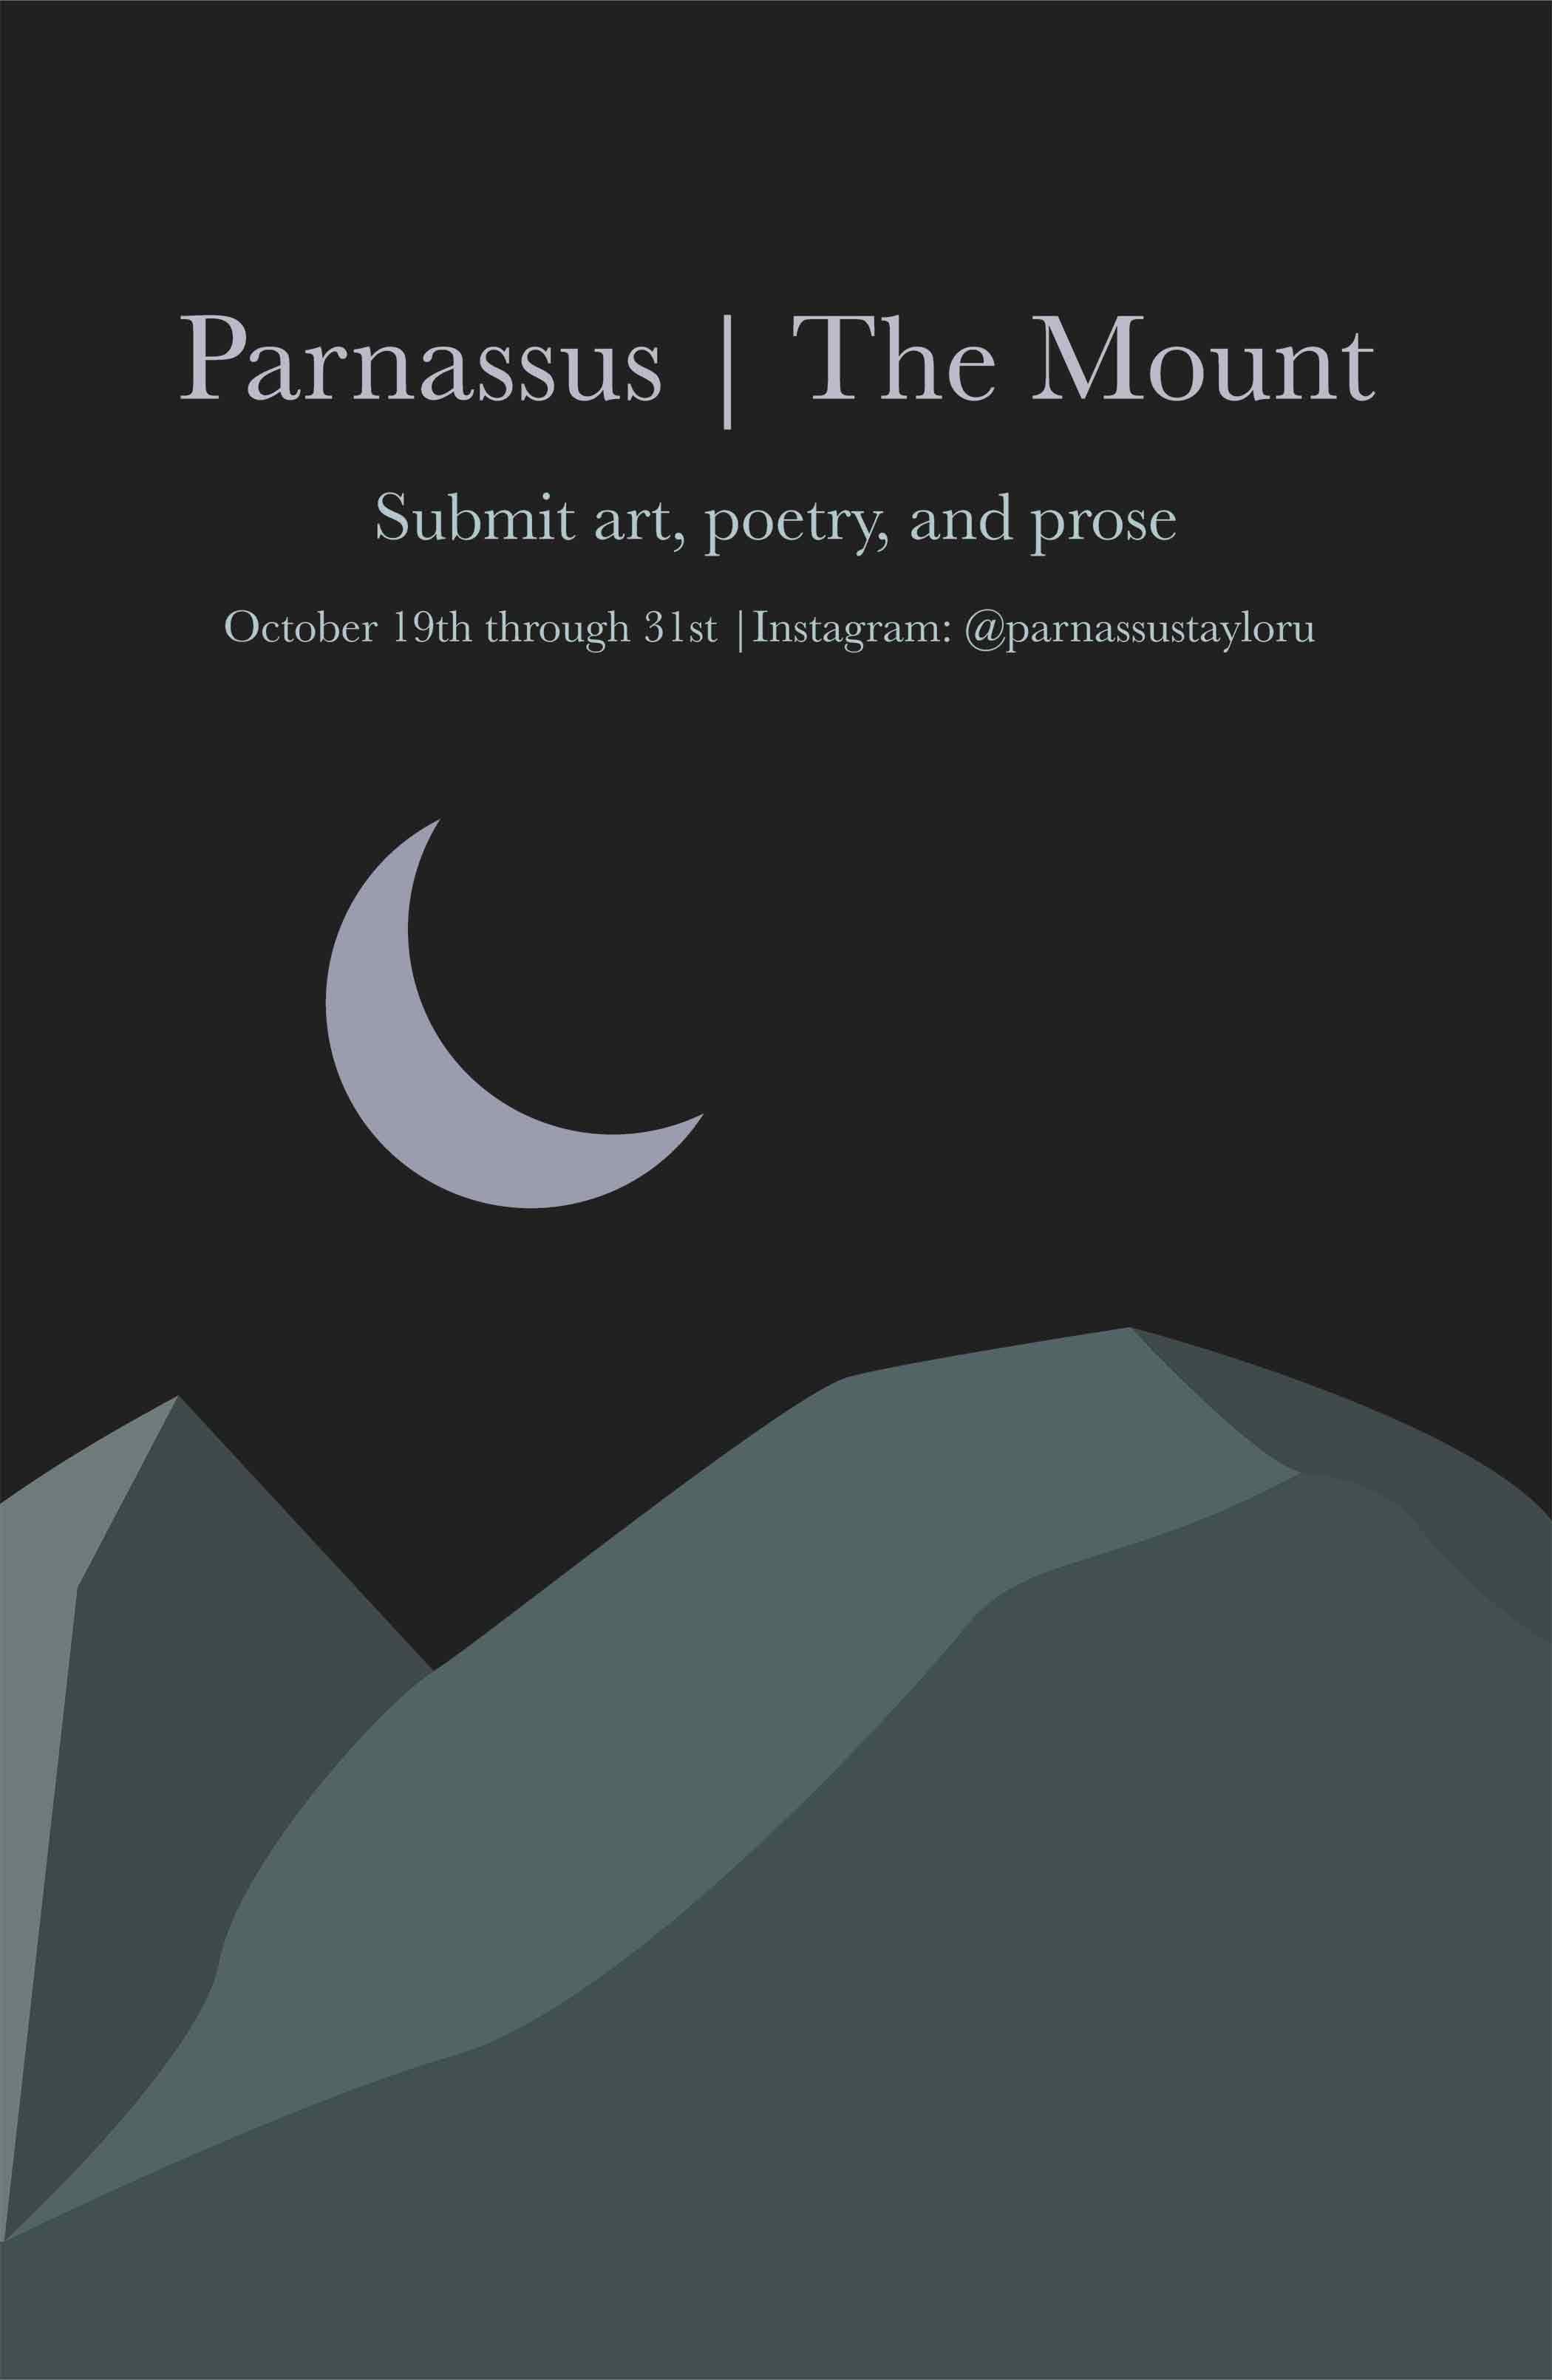 Parnassus | The Mount
Submit art, poetry, and prose
October 19th through 31st |Instagram: @parnassustayloru